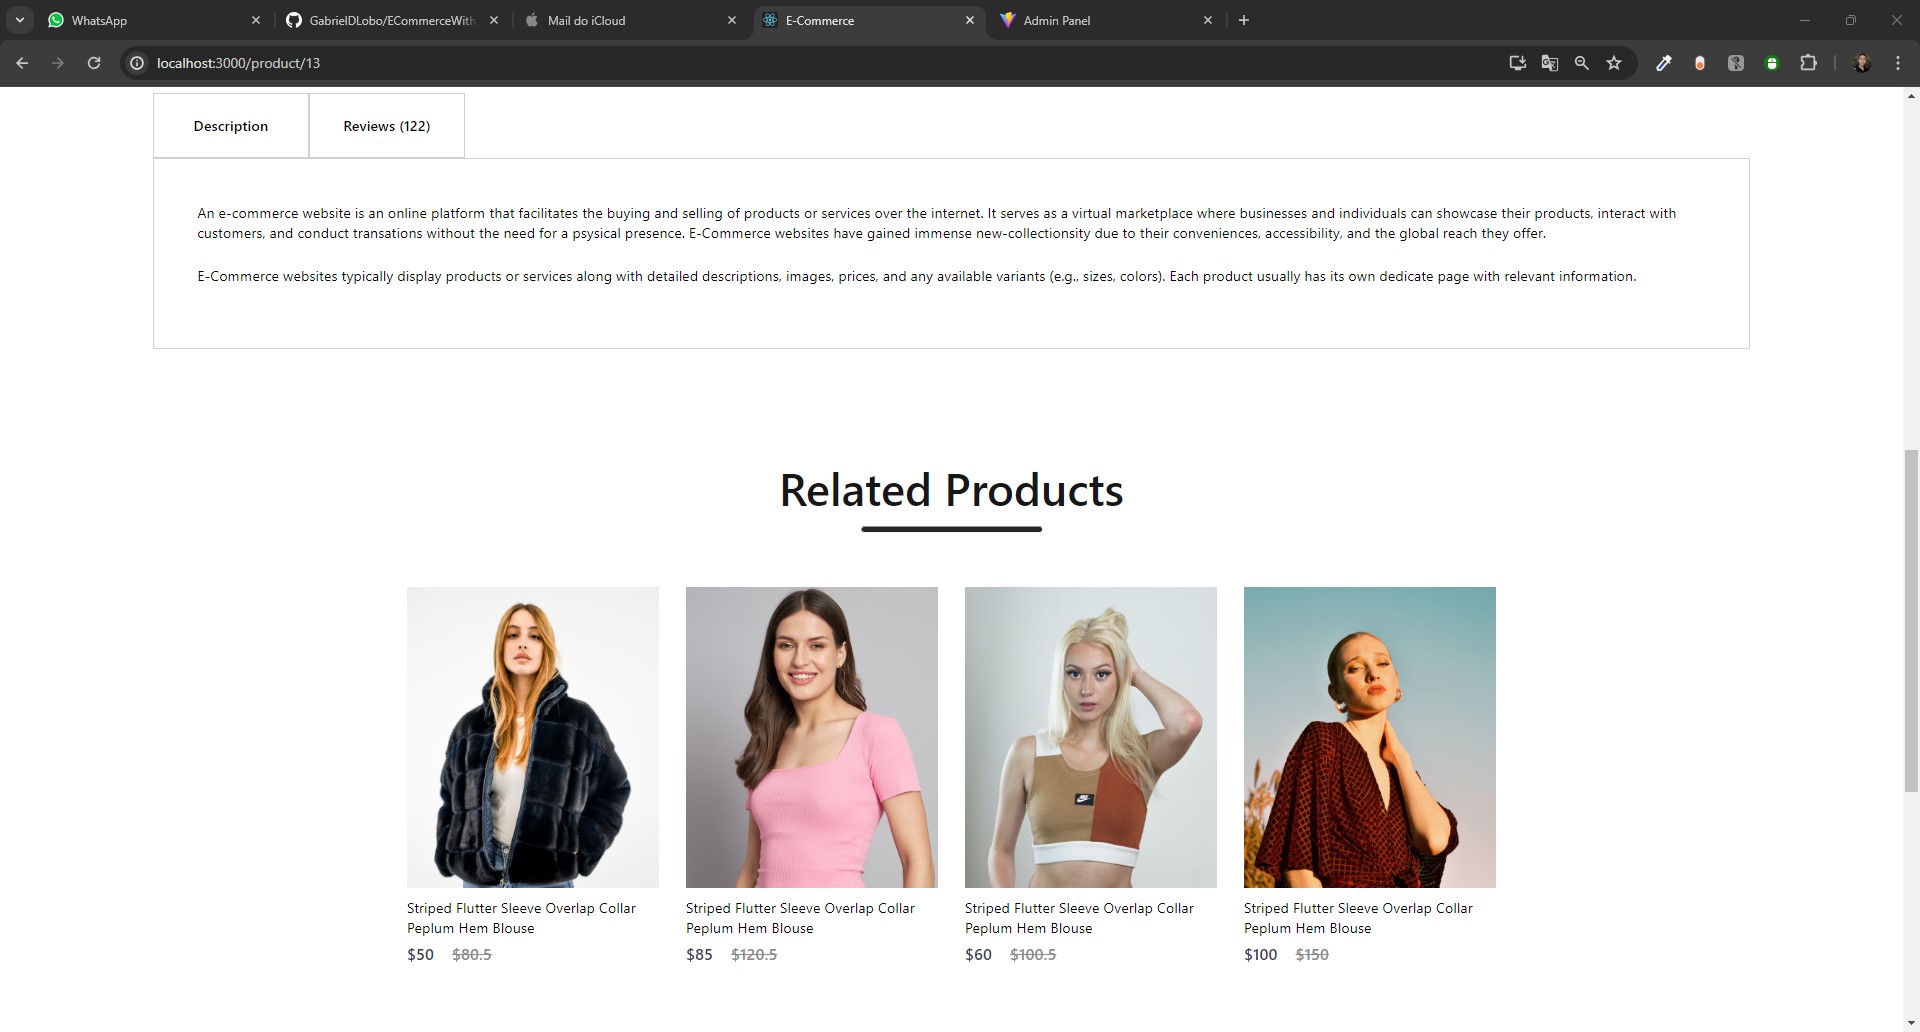 WhatsApp
GabrielDLobo/ECommerceWith
Mail do iCloud
E-Commerce
Admin Panel
localhost:3000/product/13
Description
Reviews (122)
An e-commerce website is an online platform that facilitates the buying and selling of products or services over the internet. It serves as a virtual marketplace where businesses and individuals can showcase their products, interact with
customers, and conduct transations without the need for a psysical presence. E-Commerce websites have gained immense new-collectionsity due to their conveniences, accessibility, and the global reach they offer.
E-Commerce websites typically display products or services along with detailed descriptions, images, prices, and any available variants (e.g., sizes, colors). Each product usually has its own dedicate page with relevant information.
Related Products
Striped Flutter Sleeve Overlap Collar
Peplum Hem Blouse
$50 $80.5
Striped Flutter Sleeve Overlap Collar
Peplum Hem Blouse
$85 $120.5
Striped Flutter Sleeve Overlap Collar
Peplum Hem Blouse
$60 $100.5
Striped Flutter Sleeve Overlap Collar
Peplum Hem Blouse
$100 $150